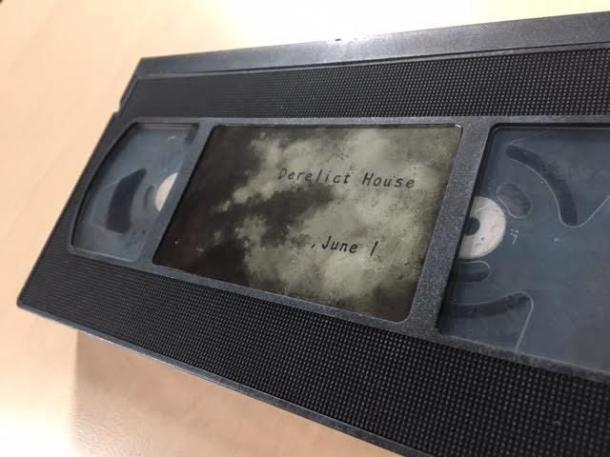 Derelict House
, June 1